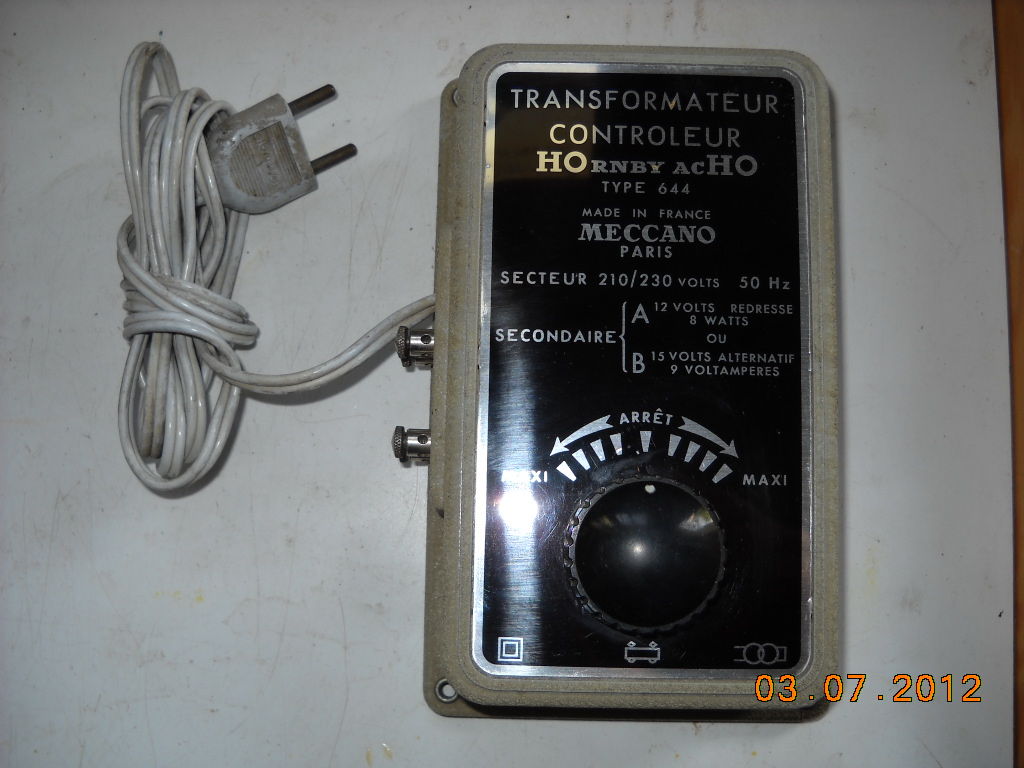 TRANSFORMATEUR
CONTROLEUR
HORNBY ACHO
TYPE 644
MADE IN FRANCE
MECCANO
PARIS
SECTEUR 210/230 VOLTS 50 Hz
SECONDAIRE
A 12 VOLTS REDRESSE
8 WATTS
OU
B 15 VOLTS ALTERNATIF
9 VOLTAMPERES
ARRÊT
MAXI MAXI
03.07.2012